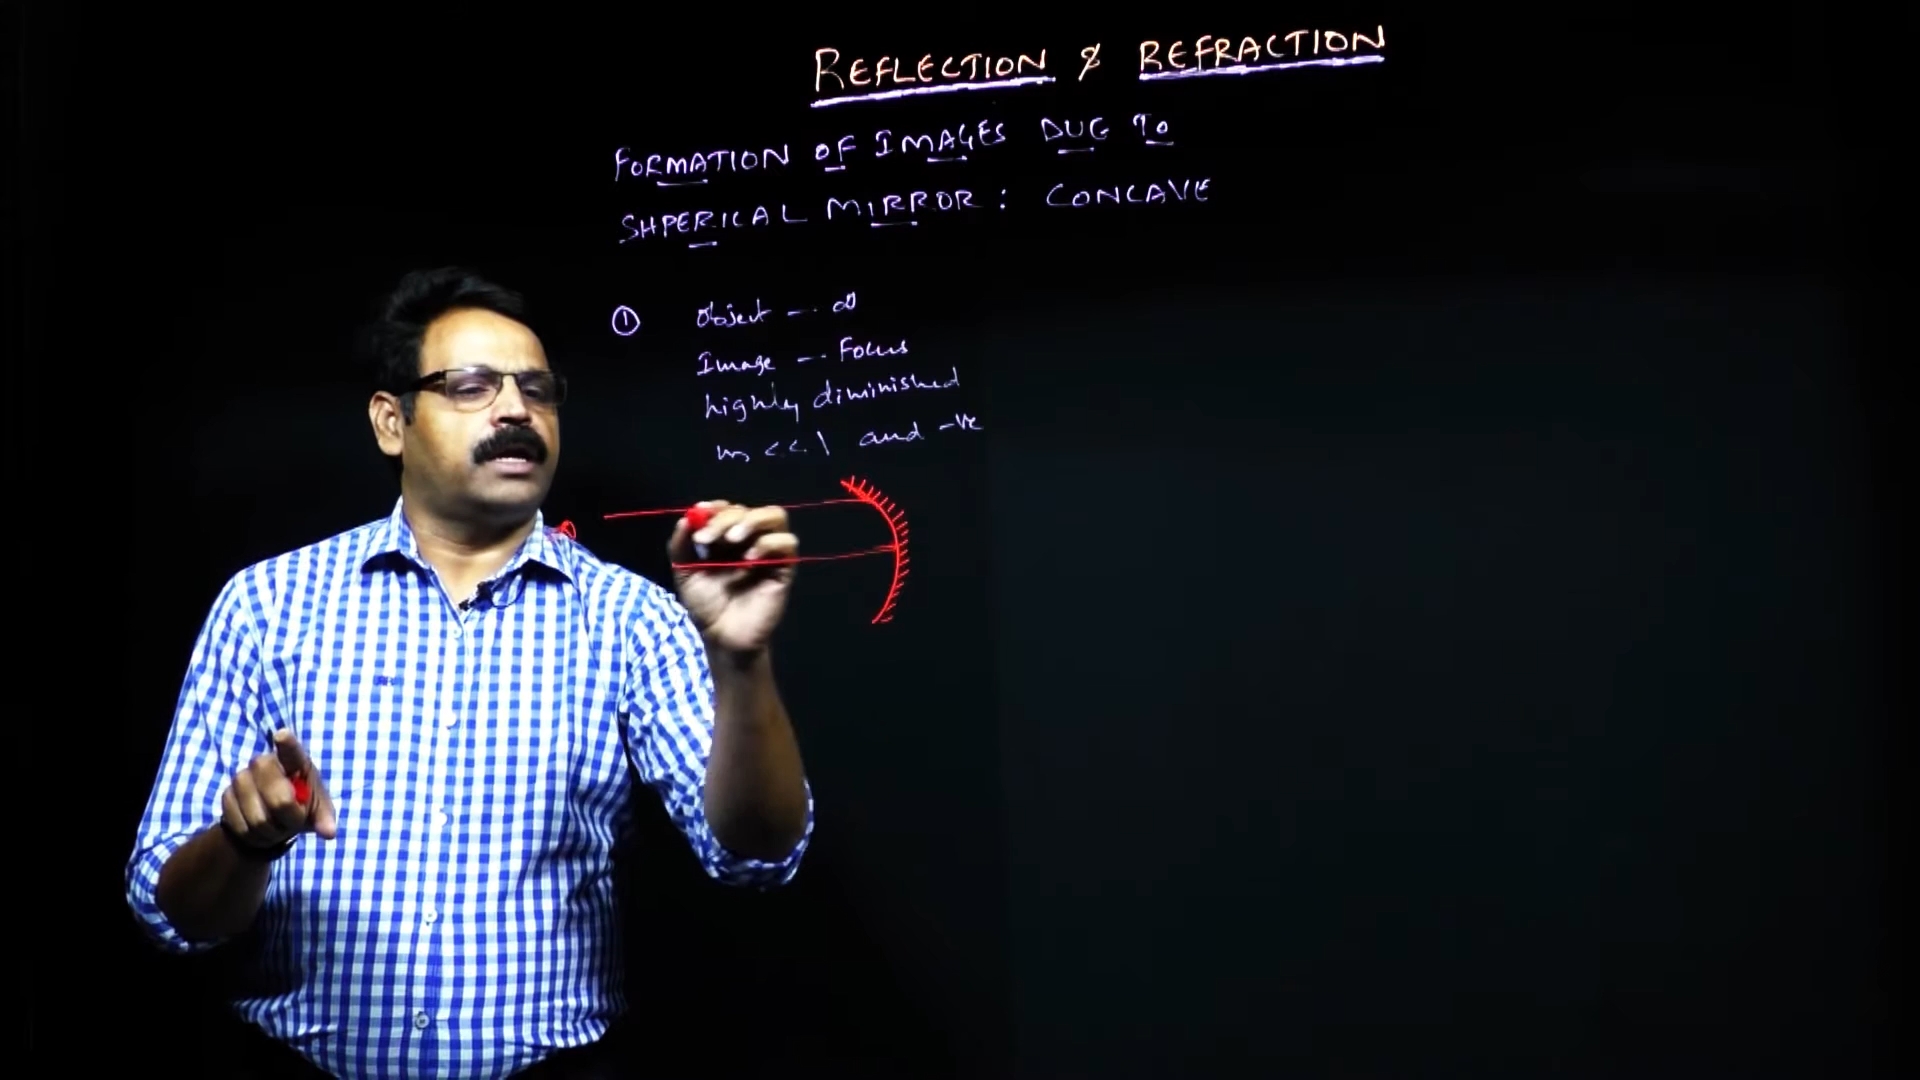 REFLECTION & REFRACTION
FORMATION OF IMAGES DUE TO
SHPERICAL MIRROR : CONCAVE
① Object -- ∞
Image -- Focus
highly diminished
m << 1 and -ve
∞